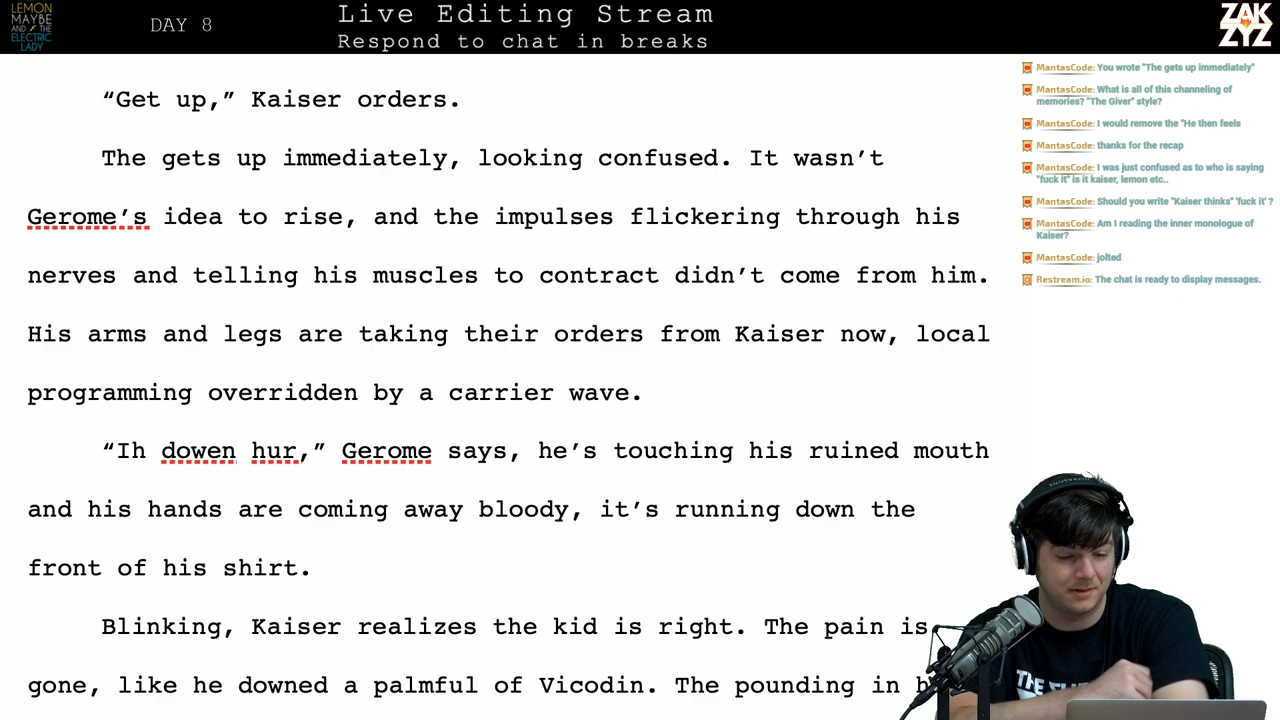 LEMON
MAYBE
AND THE
ELECTRIC
LADY
DAY 8
Live Editing Stream
Respond to chat in breaks
ZAK
ZYZ
“Get up,” Kaiser orders.
The gets up immediately, looking confused. It wasn’t
Gerome’s idea to rise, and the impulses flickering through his
nerves and telling his muscles to contract didn’t come from him.
His arms and legs are taking their orders from Kaiser now, local
programming overridden by a carrier wave.
“Ih dowen hur,” Gerome says, he’s touching his ruined mouth
and his hands are coming away bloody, it’s running down the
front of his shirt.
Blinking, Kaiser realizes the kid is right. The pain is
gone, like he downed a palmful of Vicodin. The pounding in
MantasCode: You wrote "The gets up immediately"
MantasCode: What is all of this channeling of
memories? "The Giver" style?
MantasCode: I would remove the "He then feels
MantasCode: thanks for the recap
MantasCode: I was just confused as to who is saying
"fuck it" is it kaiser, lemon etc..
MantasCode: Should you write "Kaiser thinks" 'fuck it' ?
MantasCode: Am I reading the inner monologue of
Kaiser?
MantasCode: jolted
Restream.io: The chat is ready to display messages.
THE